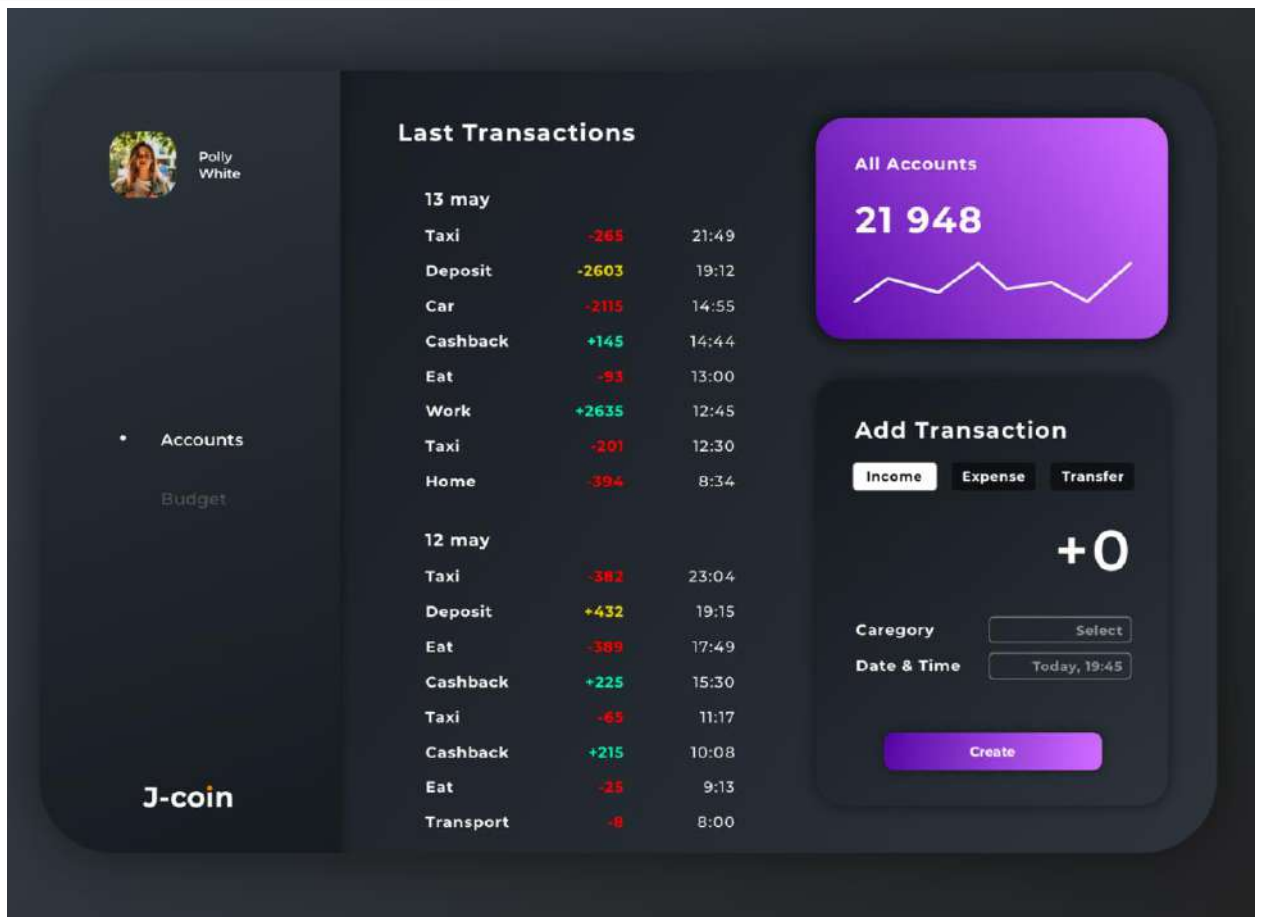 Polly
White
Accounts
Budget
J-coin
Last Transactions
13 may
Taxi -265 21:49
Deposit -2603 19:12
Car -2115 14:55
Cashback +145 14:44
Eat -93 13:00
Work +2635 12:45
Taxi -201 12:30
Home -394 8:34
12 may
Taxi -382 23:04
Deposit +432 19:15
Eat -389 17:49
Cashback +225 15:30
Taxi -65 11:17
Cashback +215 10:08
Eat -25 9:13
Transport -8 8:00
All Accounts
21 948
Add Transaction
Income Expense Transfer
+0
Caregory Select
Date & Time Today, 19:45
Create